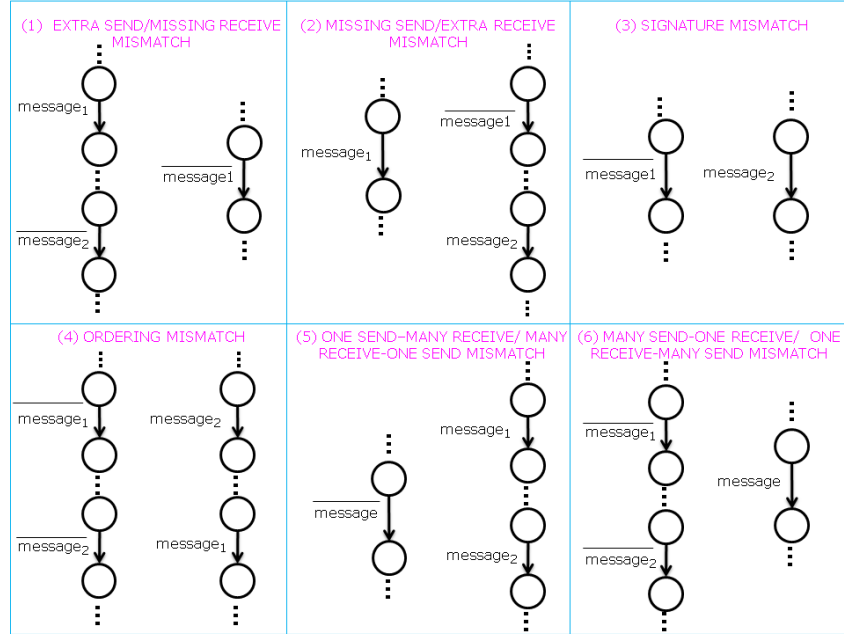 (1) EXTRA SEND/MISSING RECEIVE
MISMATCH
message₁
message1
message₂
(2) MISSING SEND/EXTRA RECEIVE
MISMATCH
message1
message₁
message₂
(3) SIGNATURE MISMATCH
message1
message₂
(4) ORDERING MISMATCH
message₁
message₂
message₂
message₁
(5) ONE SEND–MANY RECEIVE/ MANY
RECEIVE-ONE SEND MISMATCH
message₁
message
message₂
(6) MANY SEND-ONE RECEIVE/ ONE
RECEIVE-MANY SEND MISMATCH
message₁
message
message₂